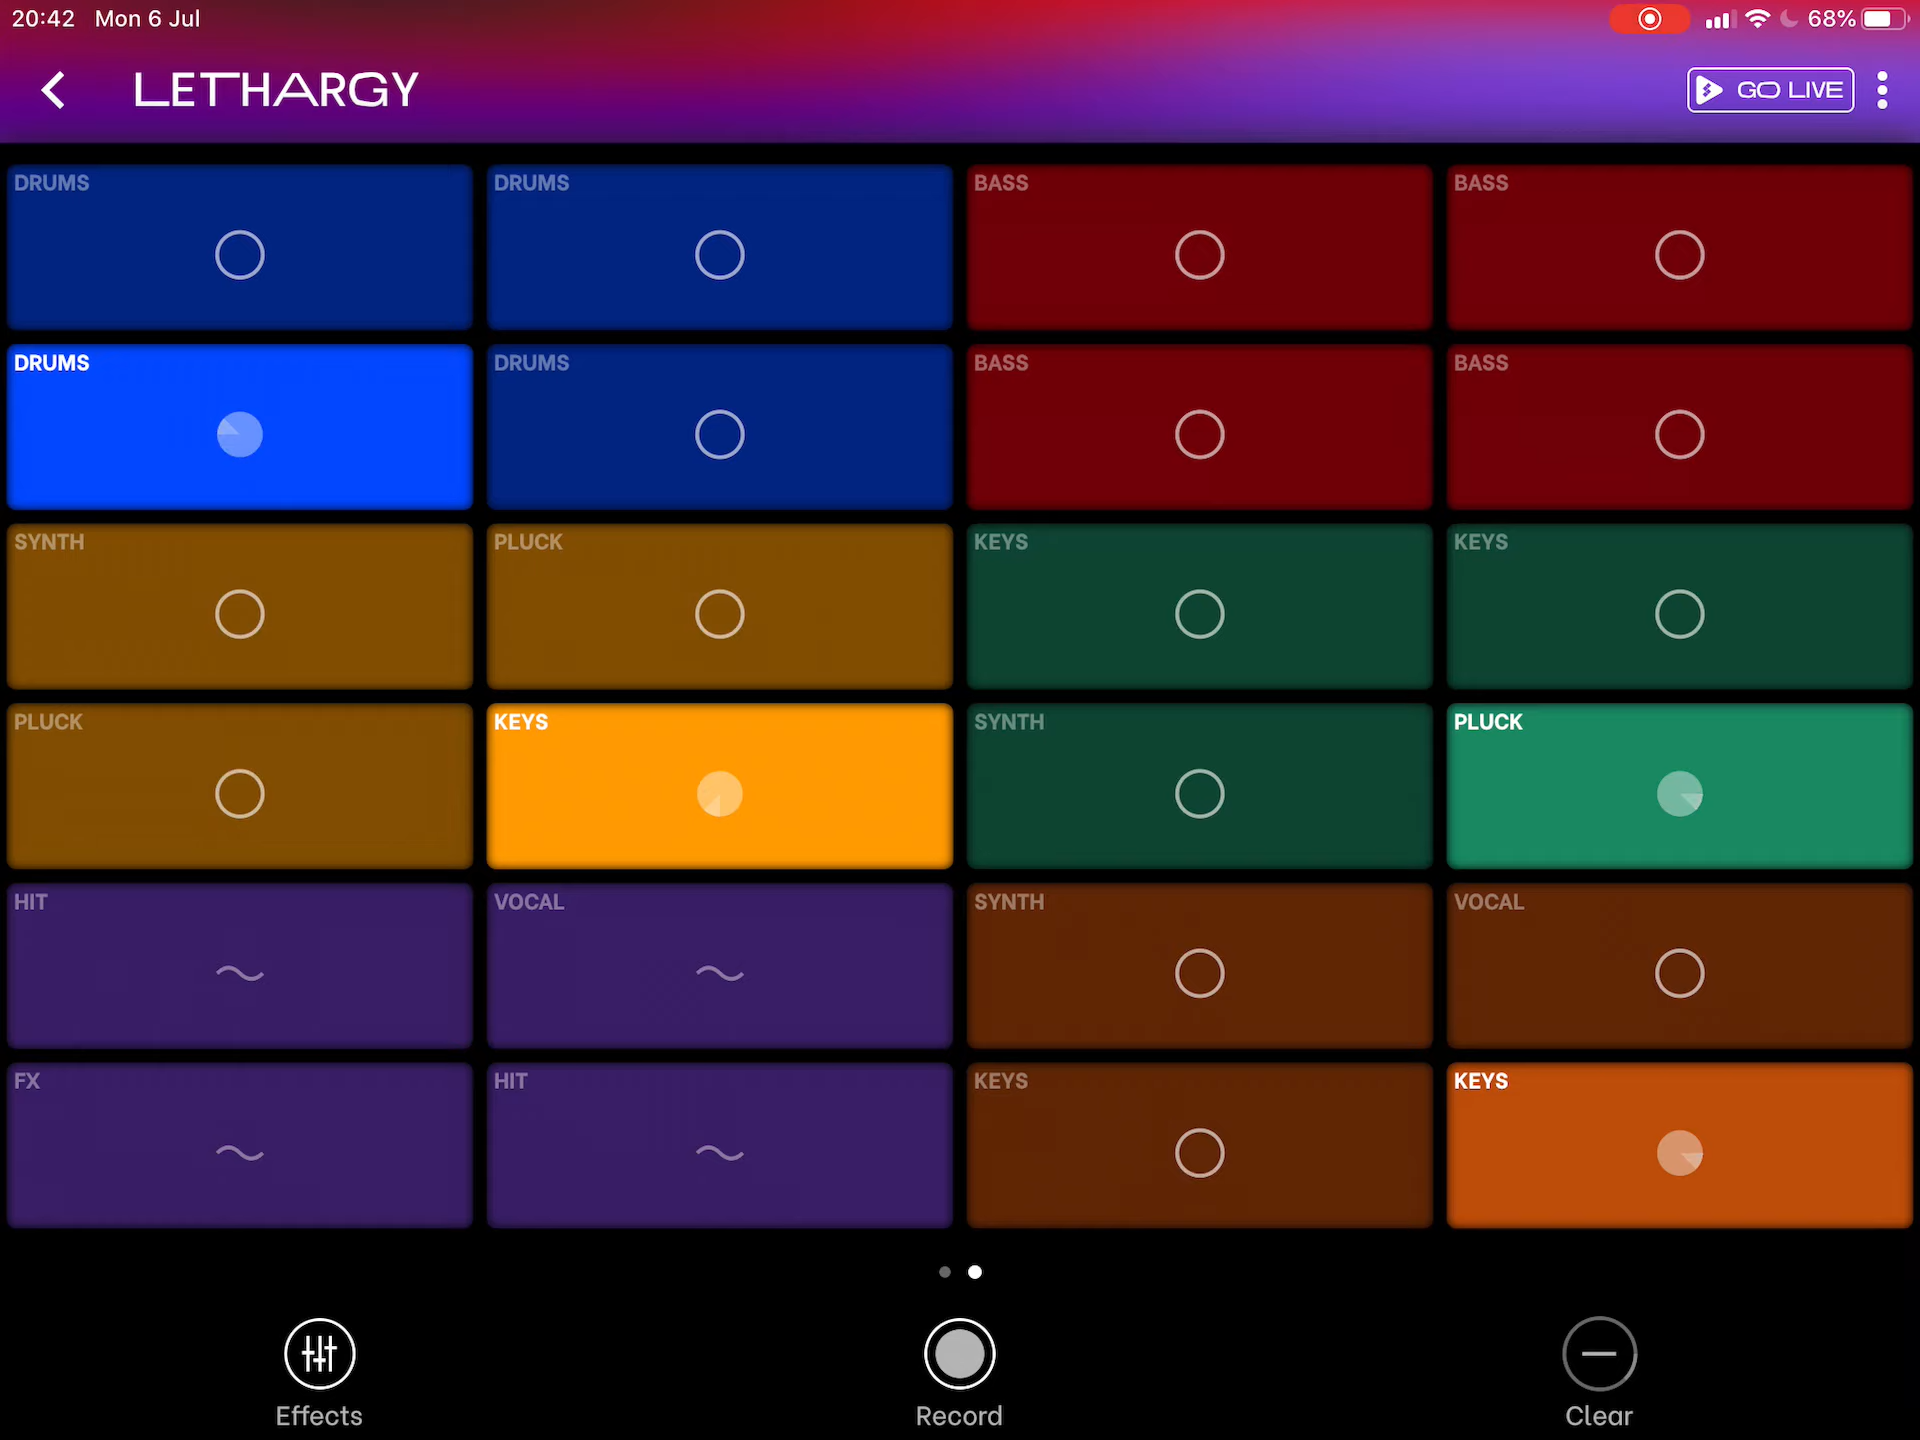 20:42 Mon 6 Jul 68%
LETHARGY GO LIVE
DRUMS DRUMS BASS BASS
DRUMS DRUMS BASS BASS
SYNTH PLUCK KEYS KEYS
PLUCK KEYS SYNTH PLUCK
HIT VOCAL SYNTH VOCAL
FX HIT KEYS KEYS
Effects Record Clear